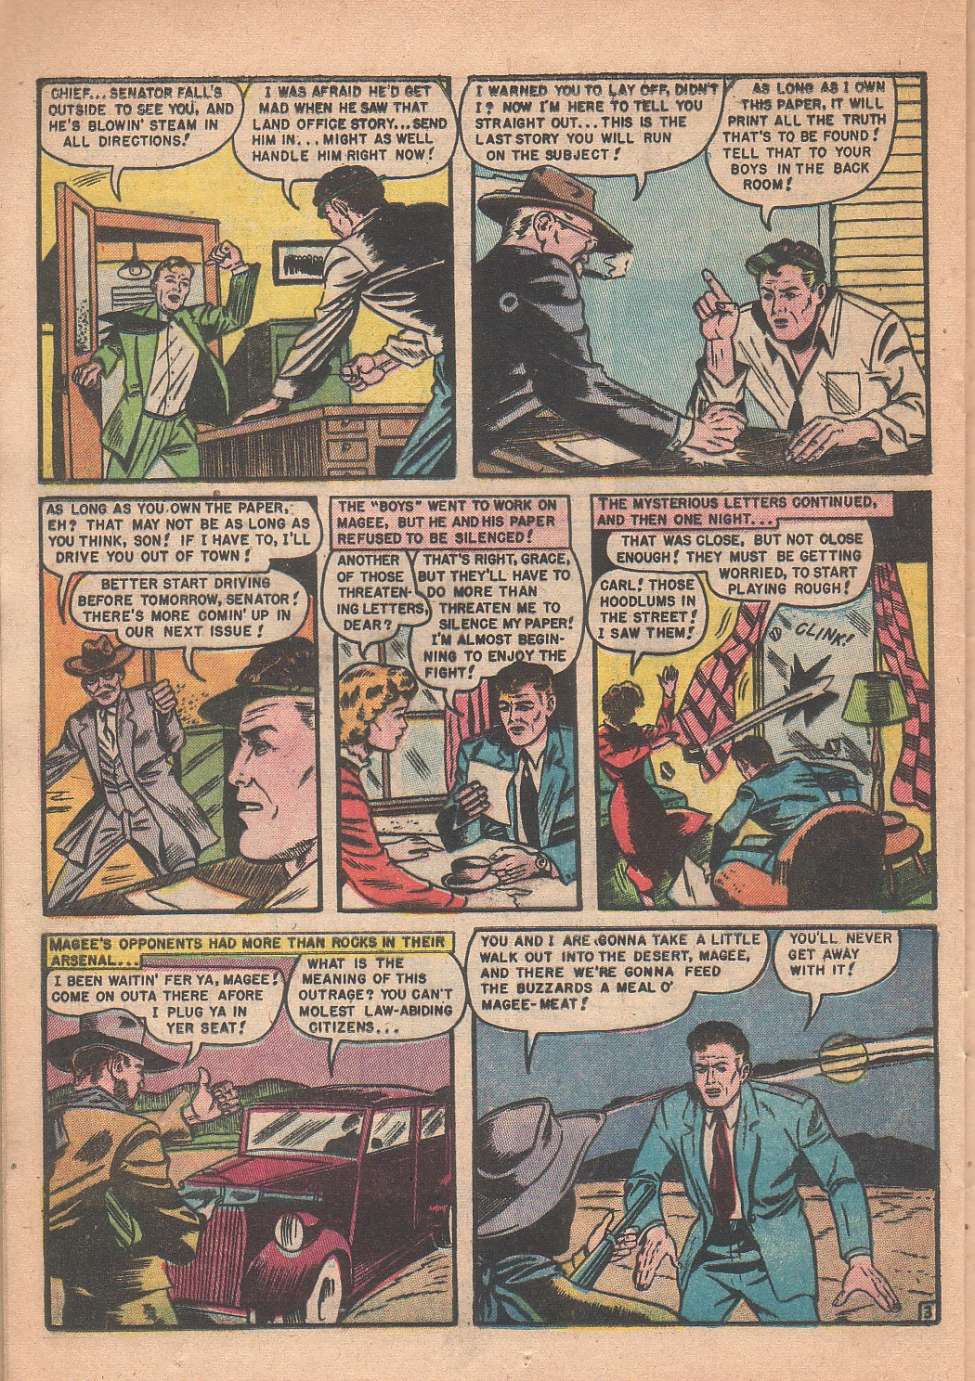 CHIEF... SENATOR FALL'S
OUTSIDE TO SEE YOU, AND
HE'S BLOWIN' STEAM IN
ALL DIRECTIONS!
I WAS AFRAID HE'D GET
MAD WHEN HE SAW THAT
LAND OFFICE STORY... SEND
HIM IN... MIGHT AS WELL
HANDLE HIM RIGHT NOW!
I WARNED YOU TO LAY OFF, DIDN'T
I? NOW I'M HERE TO TELL YOU
STRAIGHT OUT... THIS IS THE
LAST STORY YOU WILL RUN
ON THE SUBJECT!
AS LONG AS I OWN
THIS PAPER, IT WILL
PRINT ALL THE TRUTH
THAT'S TO BE FOUND!
TELL THAT TO YOUR
BOYS IN THE BACK
ROOM!
AS LONG AS YOU OWN THE PAPER,
EH? THAT MAY NOT BE AS LONG AS
YOU THINK, SON! IF I HAVE TO, I'LL
DRIVE YOU OUT OF TOWN!
BETTER START DRIVING
BEFORE TOMORROW, SENATOR!
THERE'S MORE COMIN' UP IN
OUR NEXT ISSUE!
THE "BOYS" WENT TO WORK ON
MAGEE, BUT HE AND HIS PAPER
REFUSED TO BE SILENCED!
ANOTHER
OF THOSE
THREATEN-
ING LETTERS,
DEAR?
THAT'S RIGHT, GRACE,
BUT THEY'LL HAVE TO
DO MORE THAN
THREATEN ME TO
SILENCE MY PAPER!
I'M ALMOST BEGIN-
NING TO ENJOY THE
FIGHT!
THE MYSTERIOUS LETTERS CONTINUED,
AND THEN ONE NIGHT...
CARL! THOSE
HOODLUMS IN
THE STREET!
I SAW THEM!
THAT WAS CLOSE, BUT NOT CLOSE
ENOUGH! THEY MUST BE GETTING
WORRIED, TO START
PLAYING ROUGH!
CLINK!
MAGEE'S OPPONENTS HAD MORE THAN ROCKS IN THEIR
ARSENAL...
I BEEN WAITIN' FER YA, MAGEE!
COME ON OUTA THERE AFORE
I PLUG YA IN
YER SEAT!
WHAT IS THE
MEANING OF THIS
OUTRAGE? YOU CAN'T
MOLEST LAW-ABIDING
CITIZENS...
YOU AND I ARE GONNA TAKE A LITTLE
WALK OUT INTO THE DESERT, MAGEE,
AND THERE WE'RE GONNA FEED
THE BUZZARDS A MEAL O'
MAGEE-MEAT!
YOU'LL NEVER
GET AWAY
WITH IT!
3